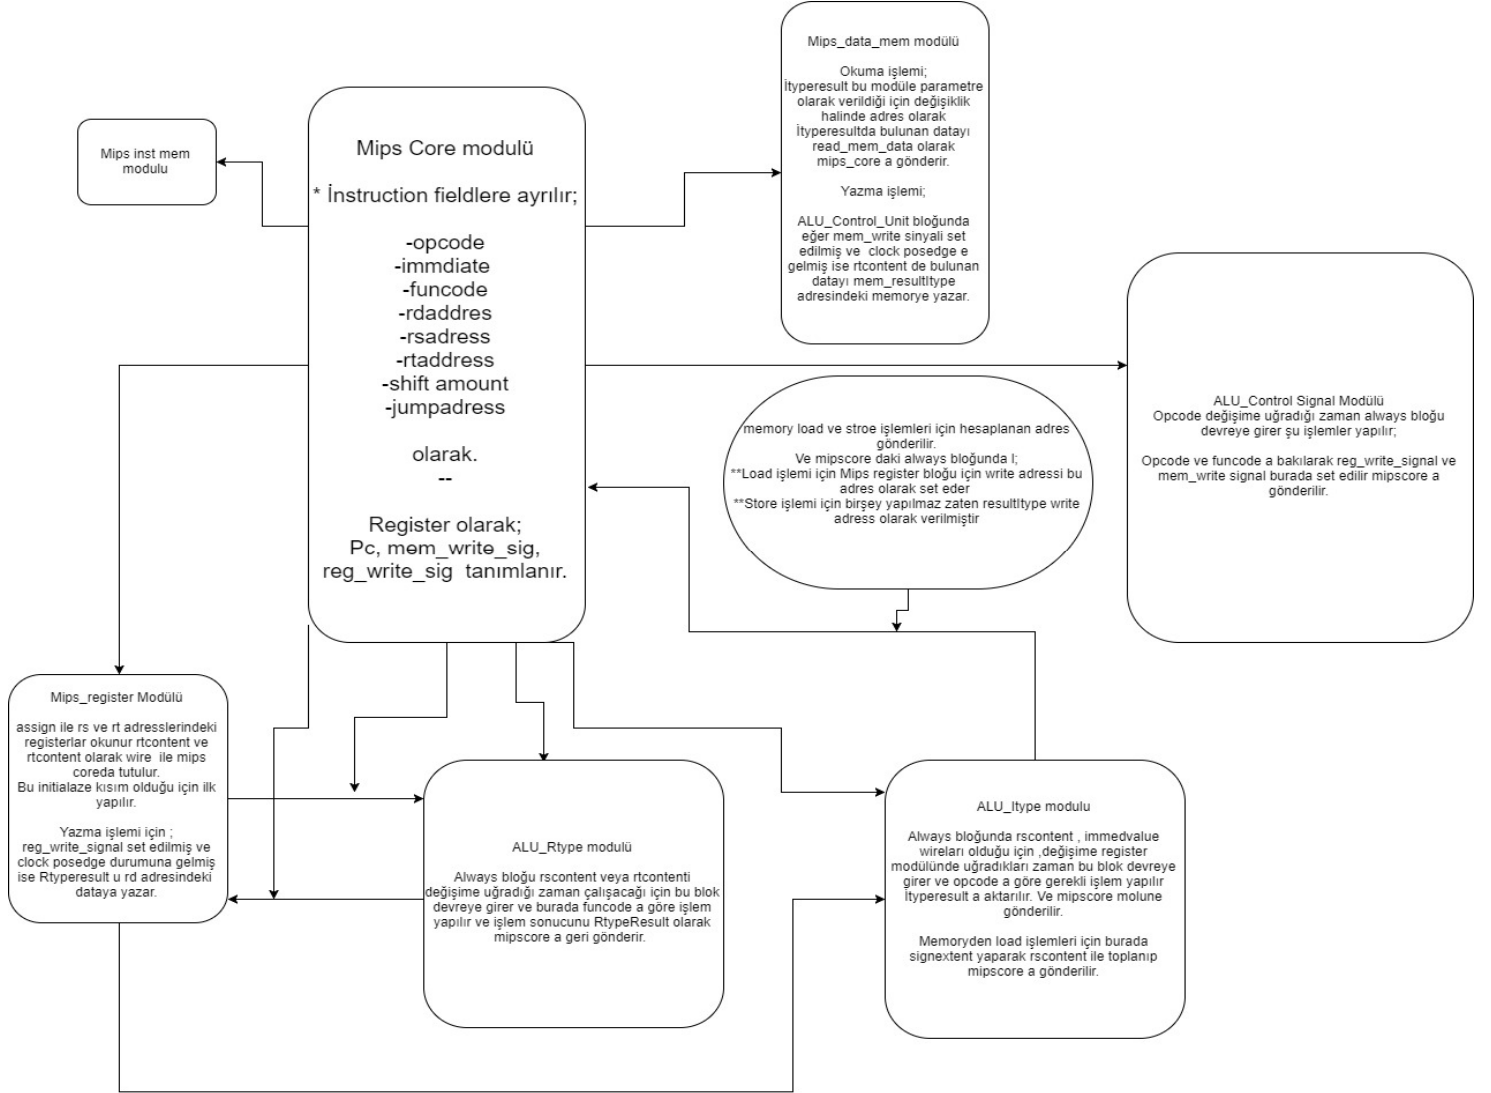 Mips_data_mem modülü
Okuma işlemi;
İtyperesult bu modüle parametre
olarak verildiği için değişiklik
halinde adres olarak
İtyperesultda bulunan datayı
read_mem_data olarak
mips_core a gönderir.
Yazma işlemi;
ALU_Control_Unit bloğunda
eğer mem_write sinyali set
edilmiş ve  clock posedge e
gelmiş ise rtcontent de bulunan
datayı mem_resultItype
adresindeki memorye yazar.
Mips inst mem
modulu
Mips Core modulü
* İnstruction fieldlere ayrılır;
-opcode
-immdiate
-funcode
-rdaddres
-rsadress
-rtaddress
-shift amount
-jumpadress
olarak.
--
Register olarak;
Pc, mem_write_sig,
reg_write_sig  tanımlanır.
ALU_Control Signal Modülü
Opcode değişime uğradığı zaman always bloğu
devreye girer şu işlemler yapılır;
Opcode ve funcode a bakılarak reg_write_signal ve
mem_write signal burada set edilir mipscore a
gönderilir.
memory load ve stroe işlemleri için hesaplanan adres
gönderilir.
Ve mipscore daki always bloğunda I;
**Load işlemi için Mips register bloğu için write adressi bu
adres olarak set eder
**Store işlemi için birşey yapılmaz zaten resultItype write
adress olarak verilmiştir
Mips_register Modülü
assign ile rs ve rt adresslerindeki
registerlar okunur rtcontent ve
rtcontent olarak wire  ile mips
coreda tutulur.
Bu initialaze kısım olduğu için ilk
yapılır.
Yazma işlemi için ;
reg_write_signal set edilmiş ve
clock posedge durumuna gelmiş
ise Rtyperesult u rd adresindeki
dataya yazar.
ALU_Rtype modulu
Always bloğu rscontent veya rtcontenti
değişime uğradığı zaman çalışacağı için bu blok
devreye girer ve burada funcode a göre işlem
yapılır ve işlem sonucunu RtypeResult olarak
mipscore a geri gönderir.
ALU_Itype modulu
Always bloğunda rscontent , immedvalue
wireları olduğu için ,değişime register
modülünde uğradıkları zaman bu blok devreye
girer ve opcode a göre gerekli işlem yapılır
İtyperesult a aktarılır. Ve mipscore molune
gönderilir.
Memoryden load işlemleri için burada
signextent yaparak rscontent ile toplanıp
mipscore a gönderilir.